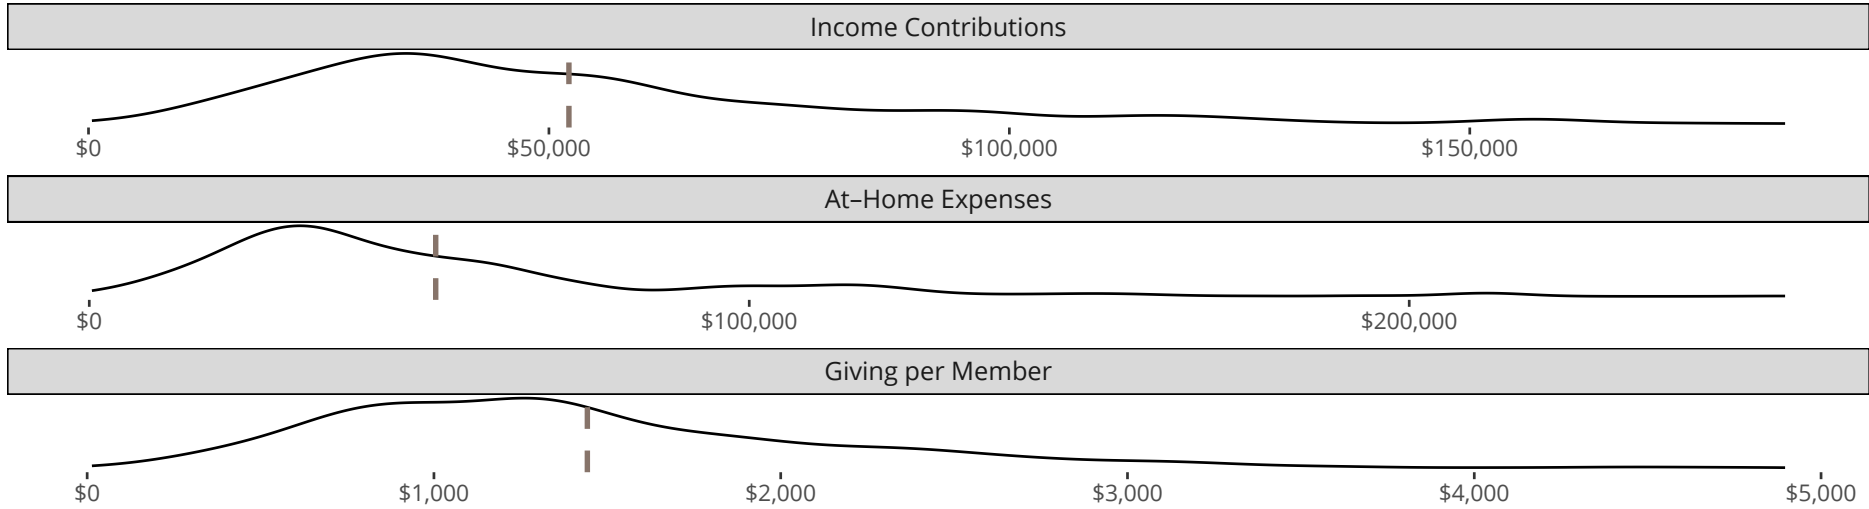 Income Contributions
$0 $50,000 $100,000 $150,000
At–Home Expenses
$0 $100,000 $200,000
Giving per Member
$0 $1,000 $2,000 $3,000 $4,000 $5,000